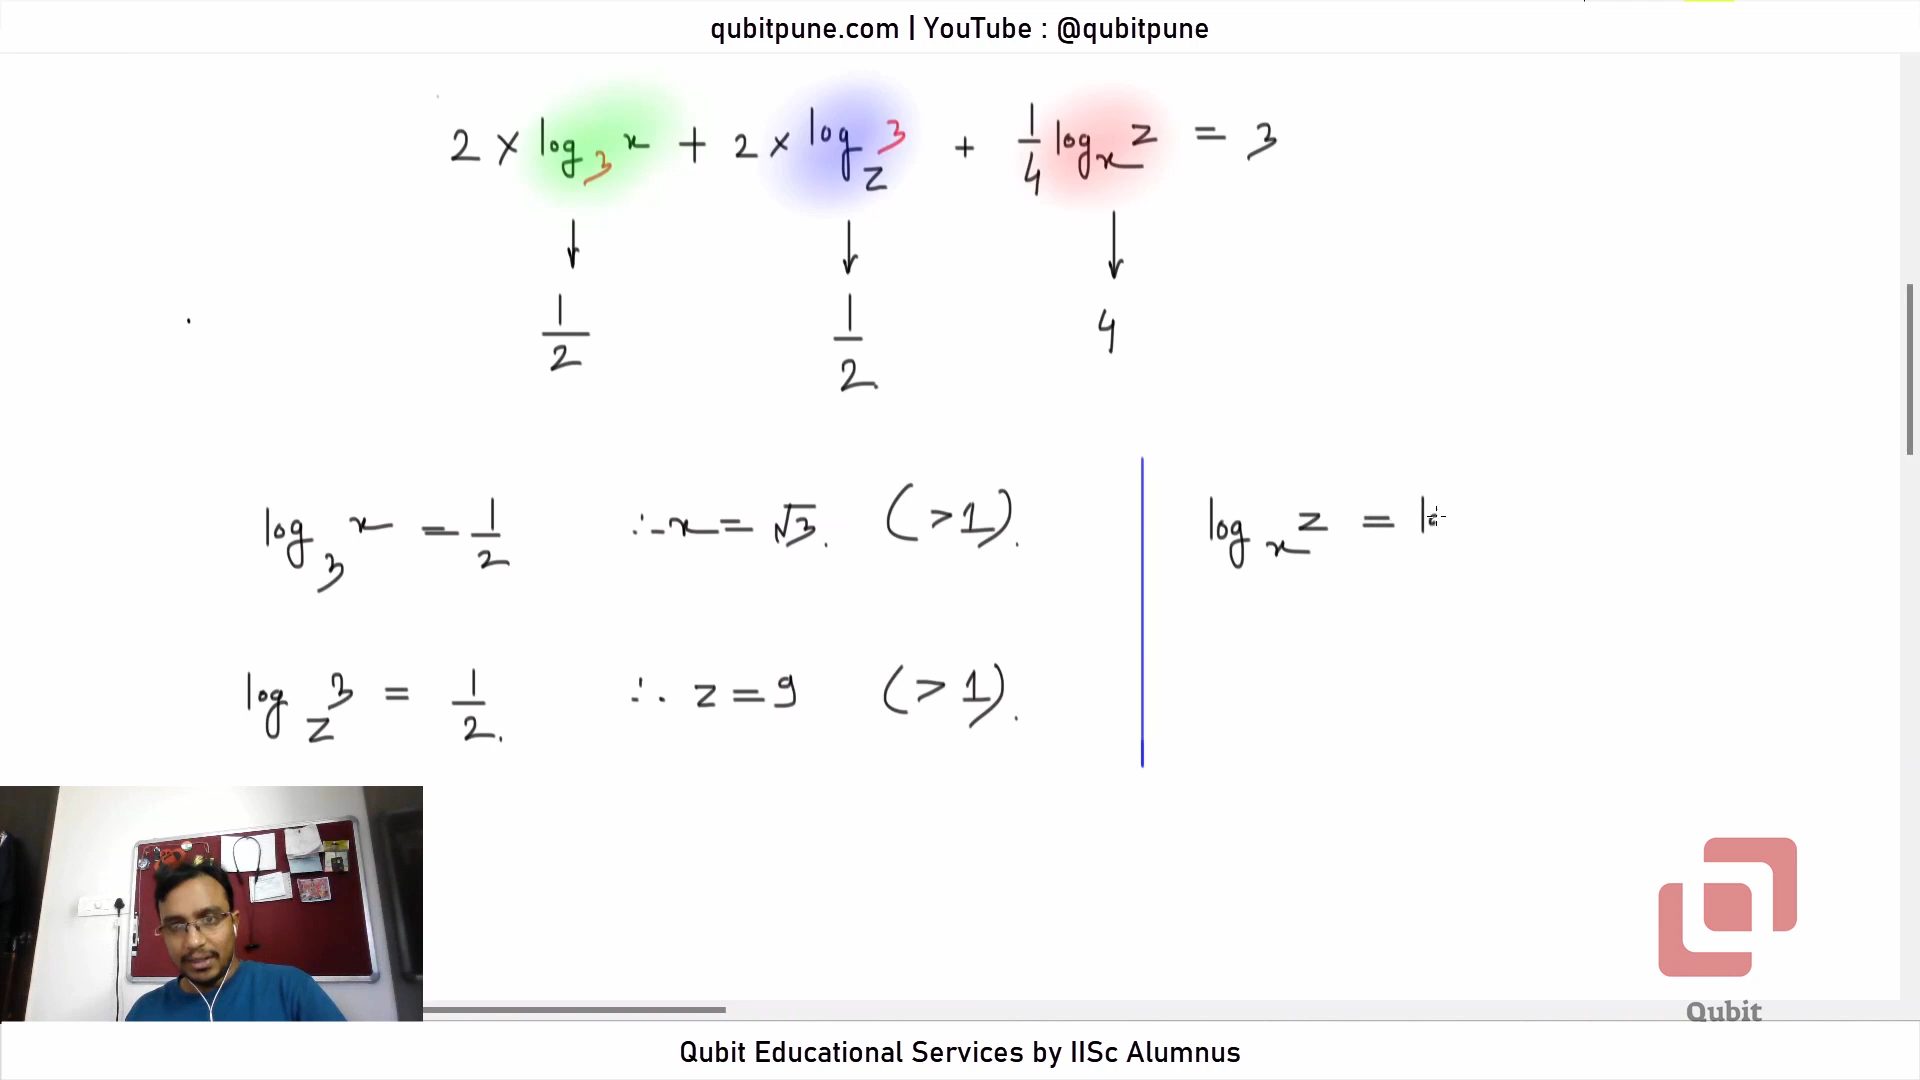 qubitpune.com | YouTube : @qubitpune
2 × log₃ x + 2 × log_z 3 + 1/4 log_x z = 3
↓ ↓ ↓
1/2 1/2 4
log₃ x = 1/2 ∴ x = √3. (>1).
log_x z =
log_z 3 = 1/2. ∴ z = 9 (>1).
Qubit
Qubit Educational Services by IISc Alumnus